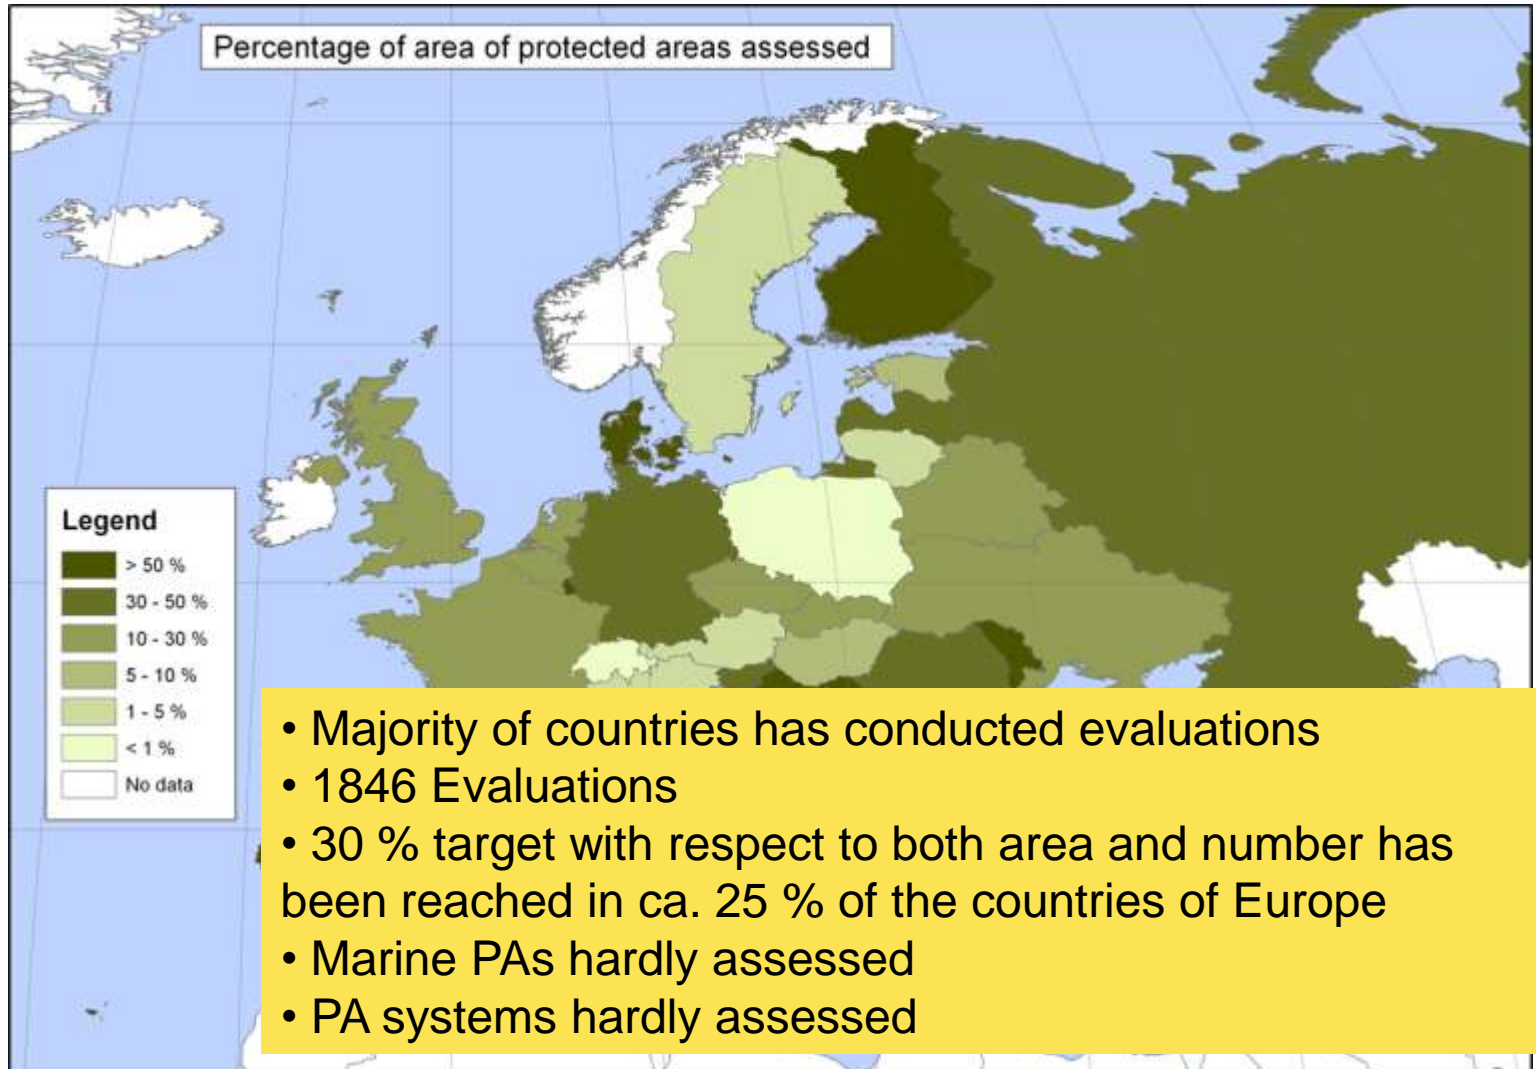 Percentage of area of protected areas assessed
Legend
> 50 %
30 - 50 %
10 - 30 %
5 - 10 %
1 - 5 %
< 1 %
No data
• Majority of countries has conducted evaluations
• 1846 Evaluations
• 30 % target with respect to both area and number has
been reached in ca. 25 % of the countries of Europe
• Marine PAs hardly assessed
• PA systems hardly assessed